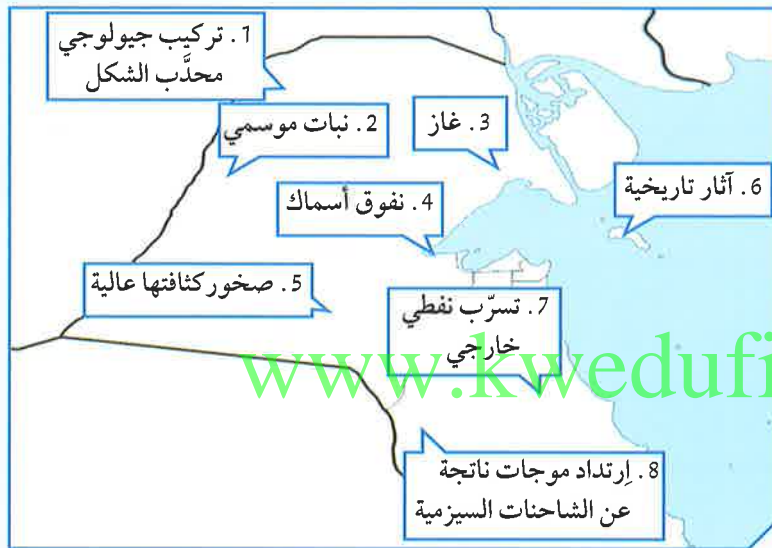 1. تركيب جيولوجي
محدَّب الشكل
2. نبات موسمي
3. غاز
4. نفوق أسماك
6. آثار تاريخية
5. صخور كثافتها عالية
7. تسرّب نفطي
خارجي
www.kwedufi
8. اِرتداد موجات ناتجة
عن الشاحنات السيزمية